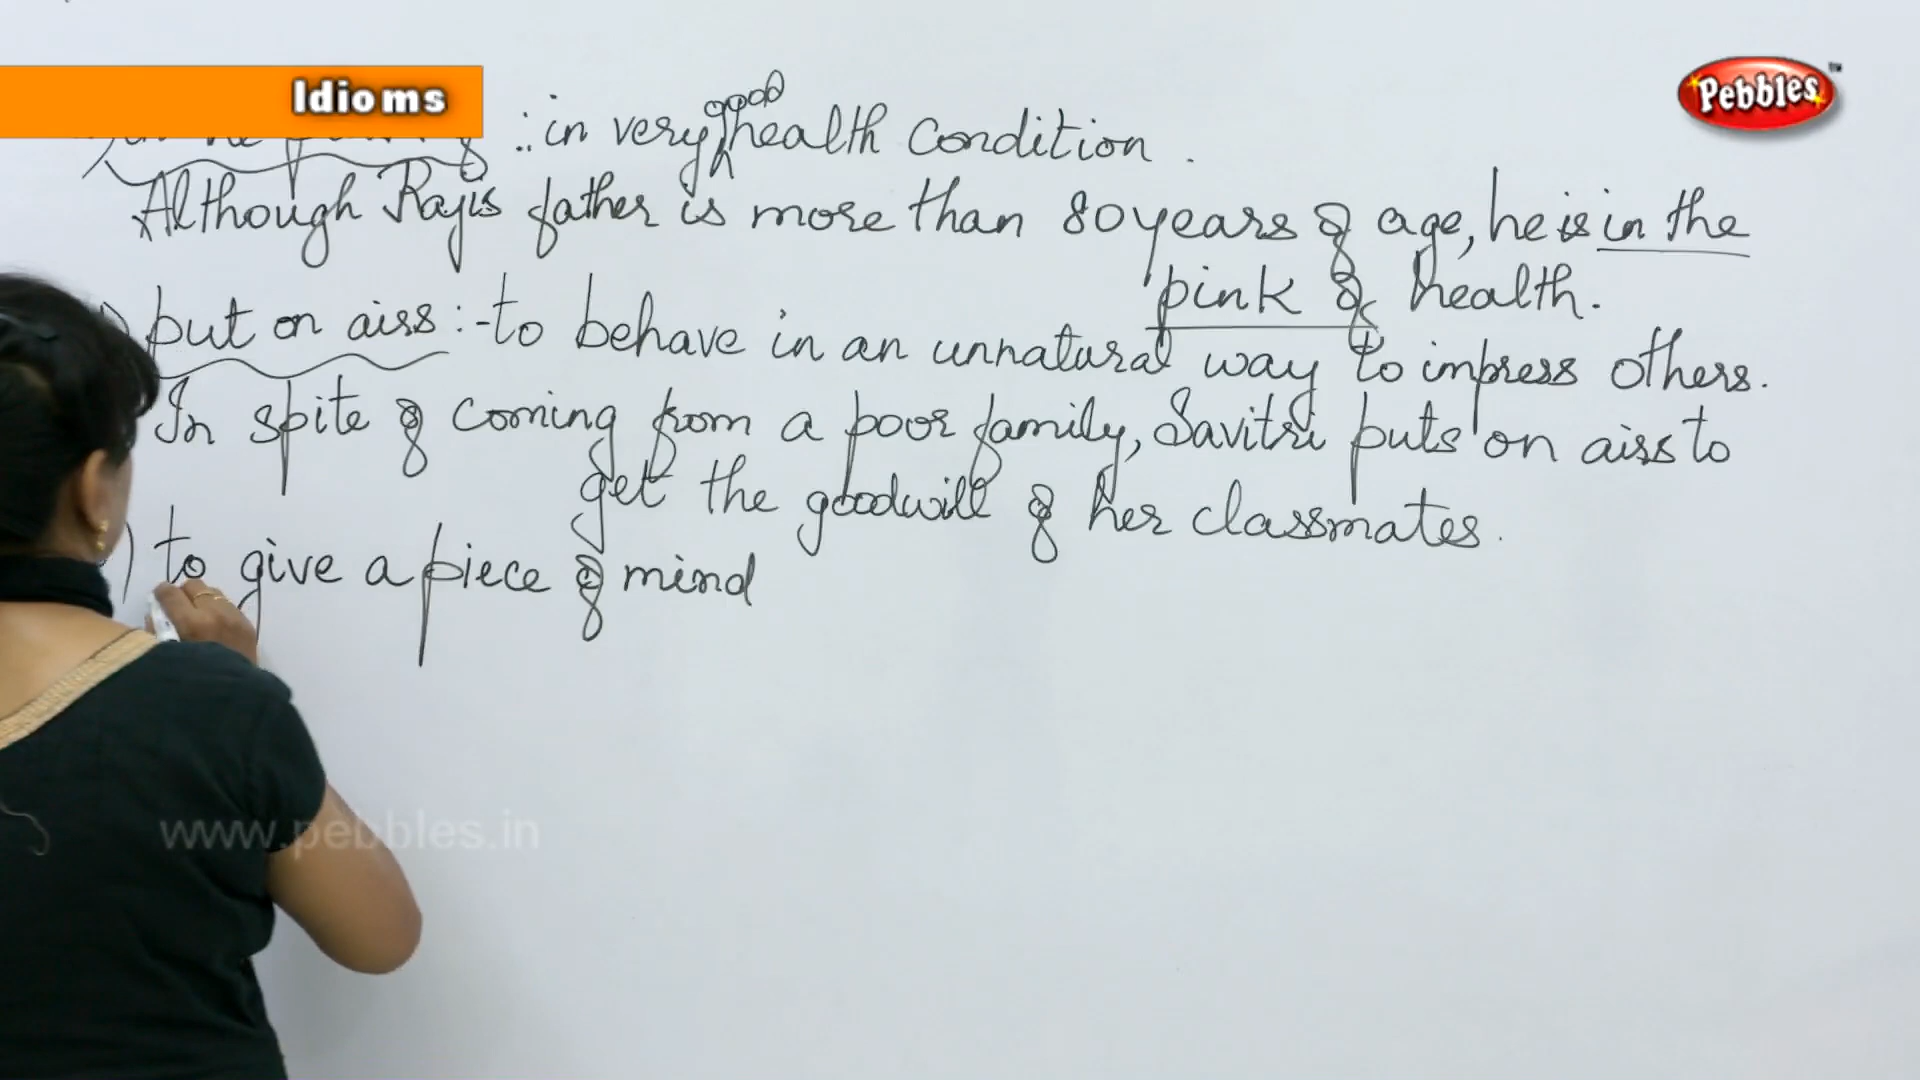 Idioms
Pebbles
TM
:- in very good health condition.
Although Raji's father is more than 80 years of age, he is in the
pink of health.
) put on airs :- to behave in an unnatural way to impress others.
In spite of coming from a poor family, Savitri puts on airs to
get the goodwill of her classmates.
) to give a piece of mind
www.pebbles.in